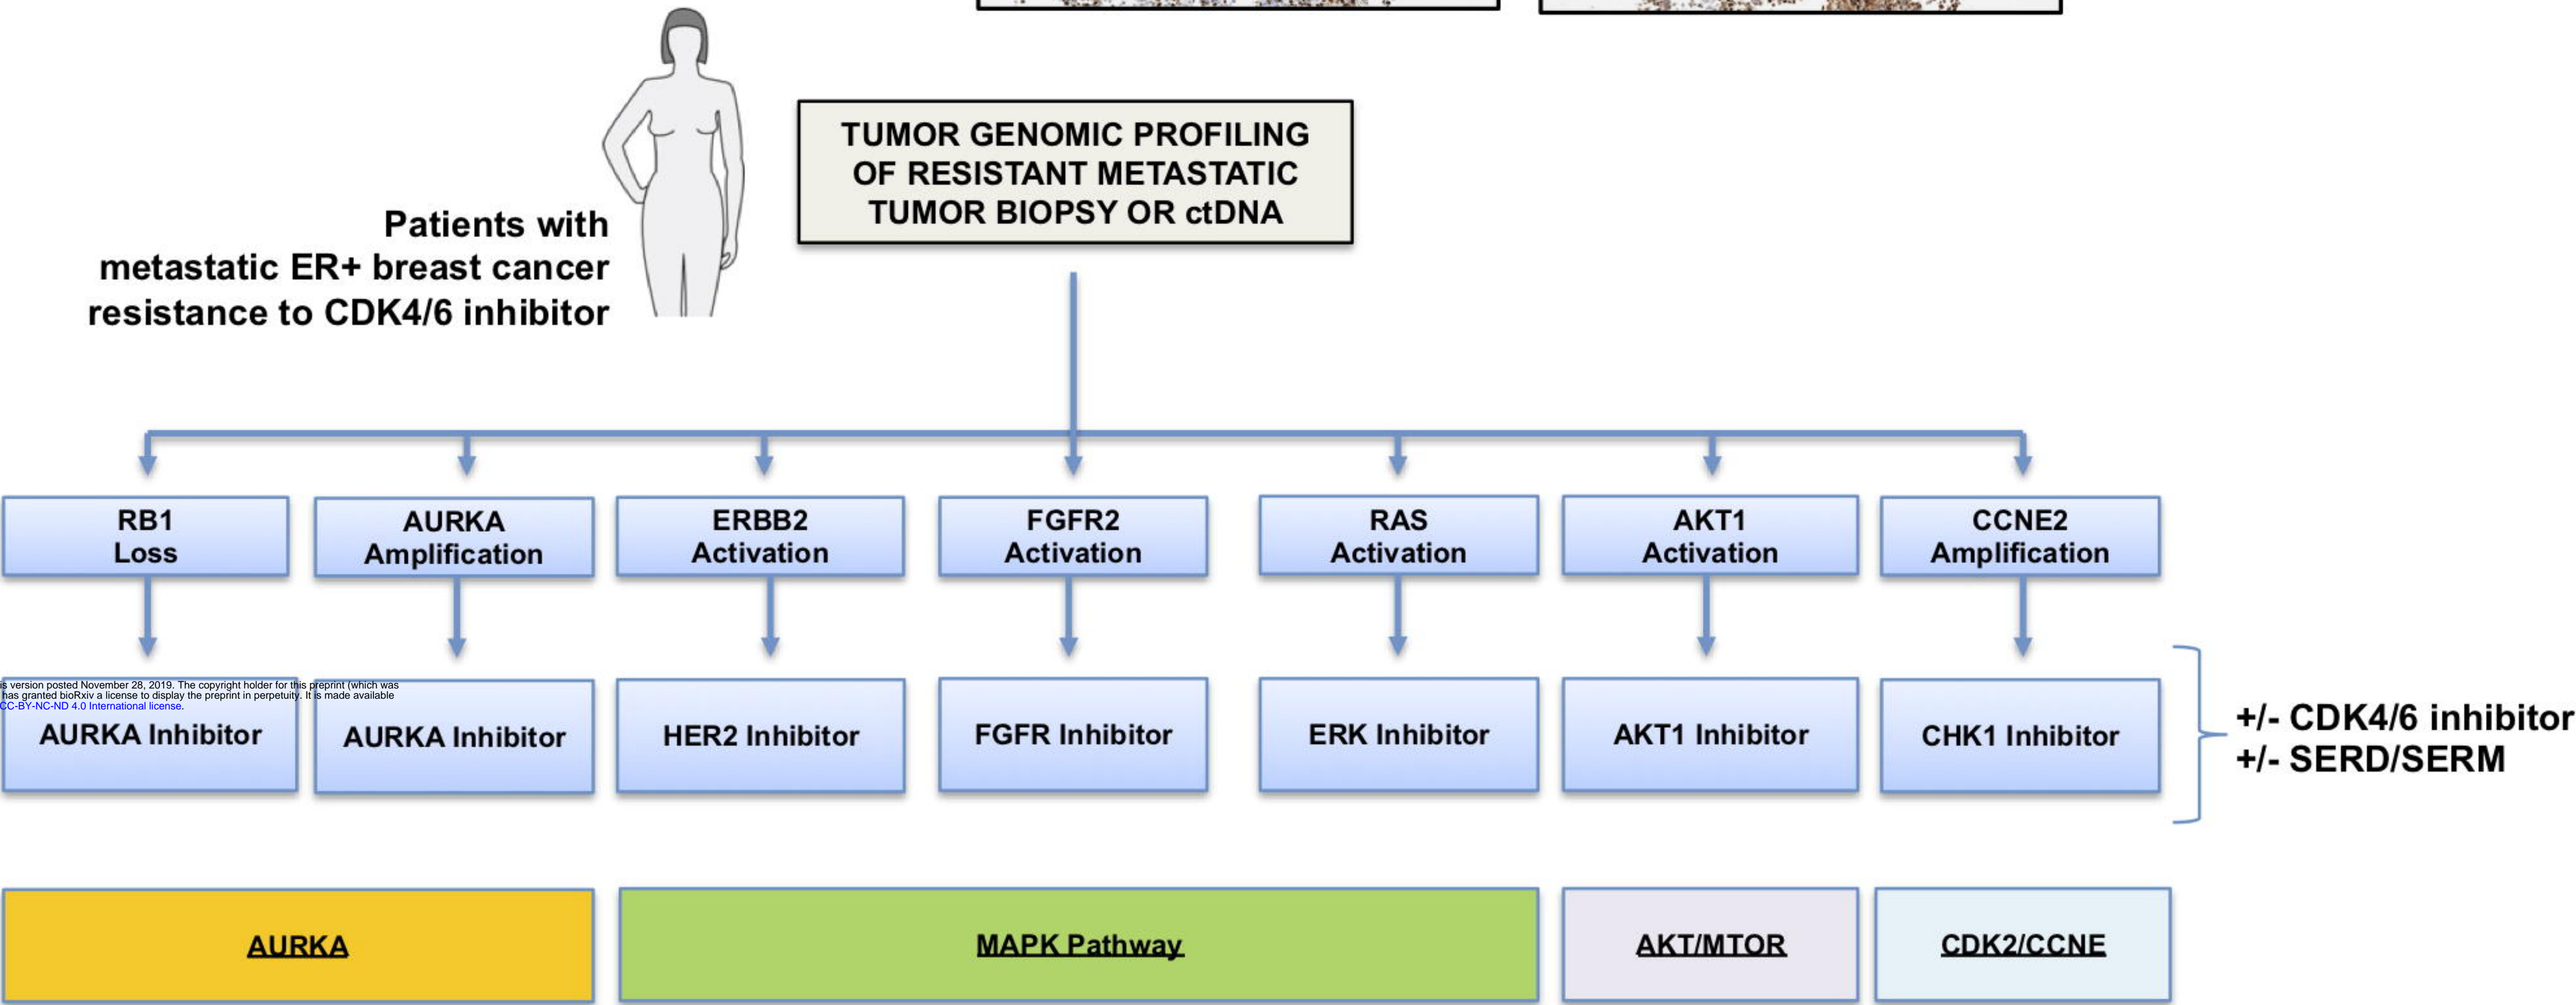 TUMOR GENOMIC PROFILING
OF RESISTANT METASTATIC
TUMOR BIOPSY OR ctDNA
Patients with
metastatic ER+ breast cancer
resistance to CDK4/6 inhibitor
RB1
Loss
AURKA
Amplification
ERBB2
Activation
FGFR2
Activation
RAS
Activation
AKT1
Activation
CCNE2
Amplification
is version posted November 28, 2019. The copyright holder for this preprint (which was
has granted bioRxiv a license to display the preprint in perpetuity. It is made available
CC-BY-NC-ND 4.0 International license.
AURKA Inhibitor
AURKA Inhibitor
HER2 Inhibitor
FGFR Inhibitor
ERK Inhibitor
AKT1 Inhibitor
CHK1 Inhibitor
+/- CDK4/6 inhibitor
+/- SERD/SERM
AURKA
MAPK Pathway
AKT/MTOR
CDK2/CCNE